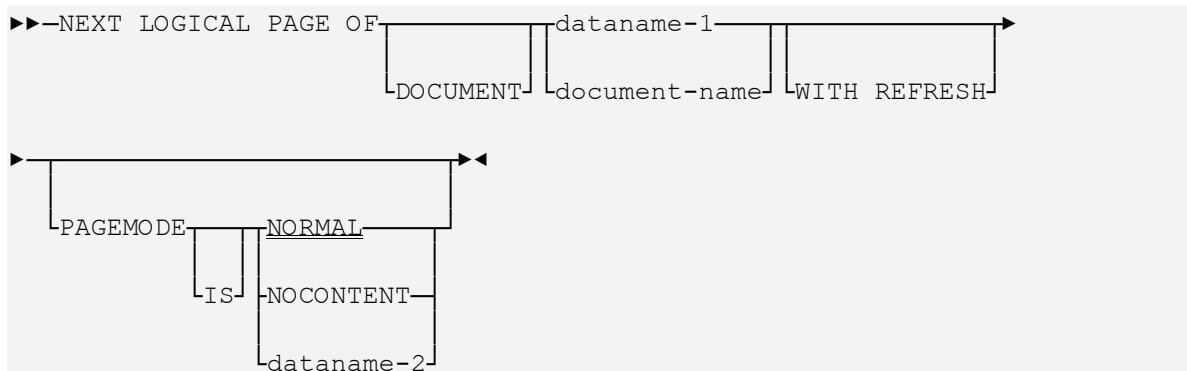 NEXT LOGICAL PAGE OF dataname-1
DOCUMENT document-name WITH REFRESH
PAGEMODE NORMAL
IS NOCONTENT
dataname-2